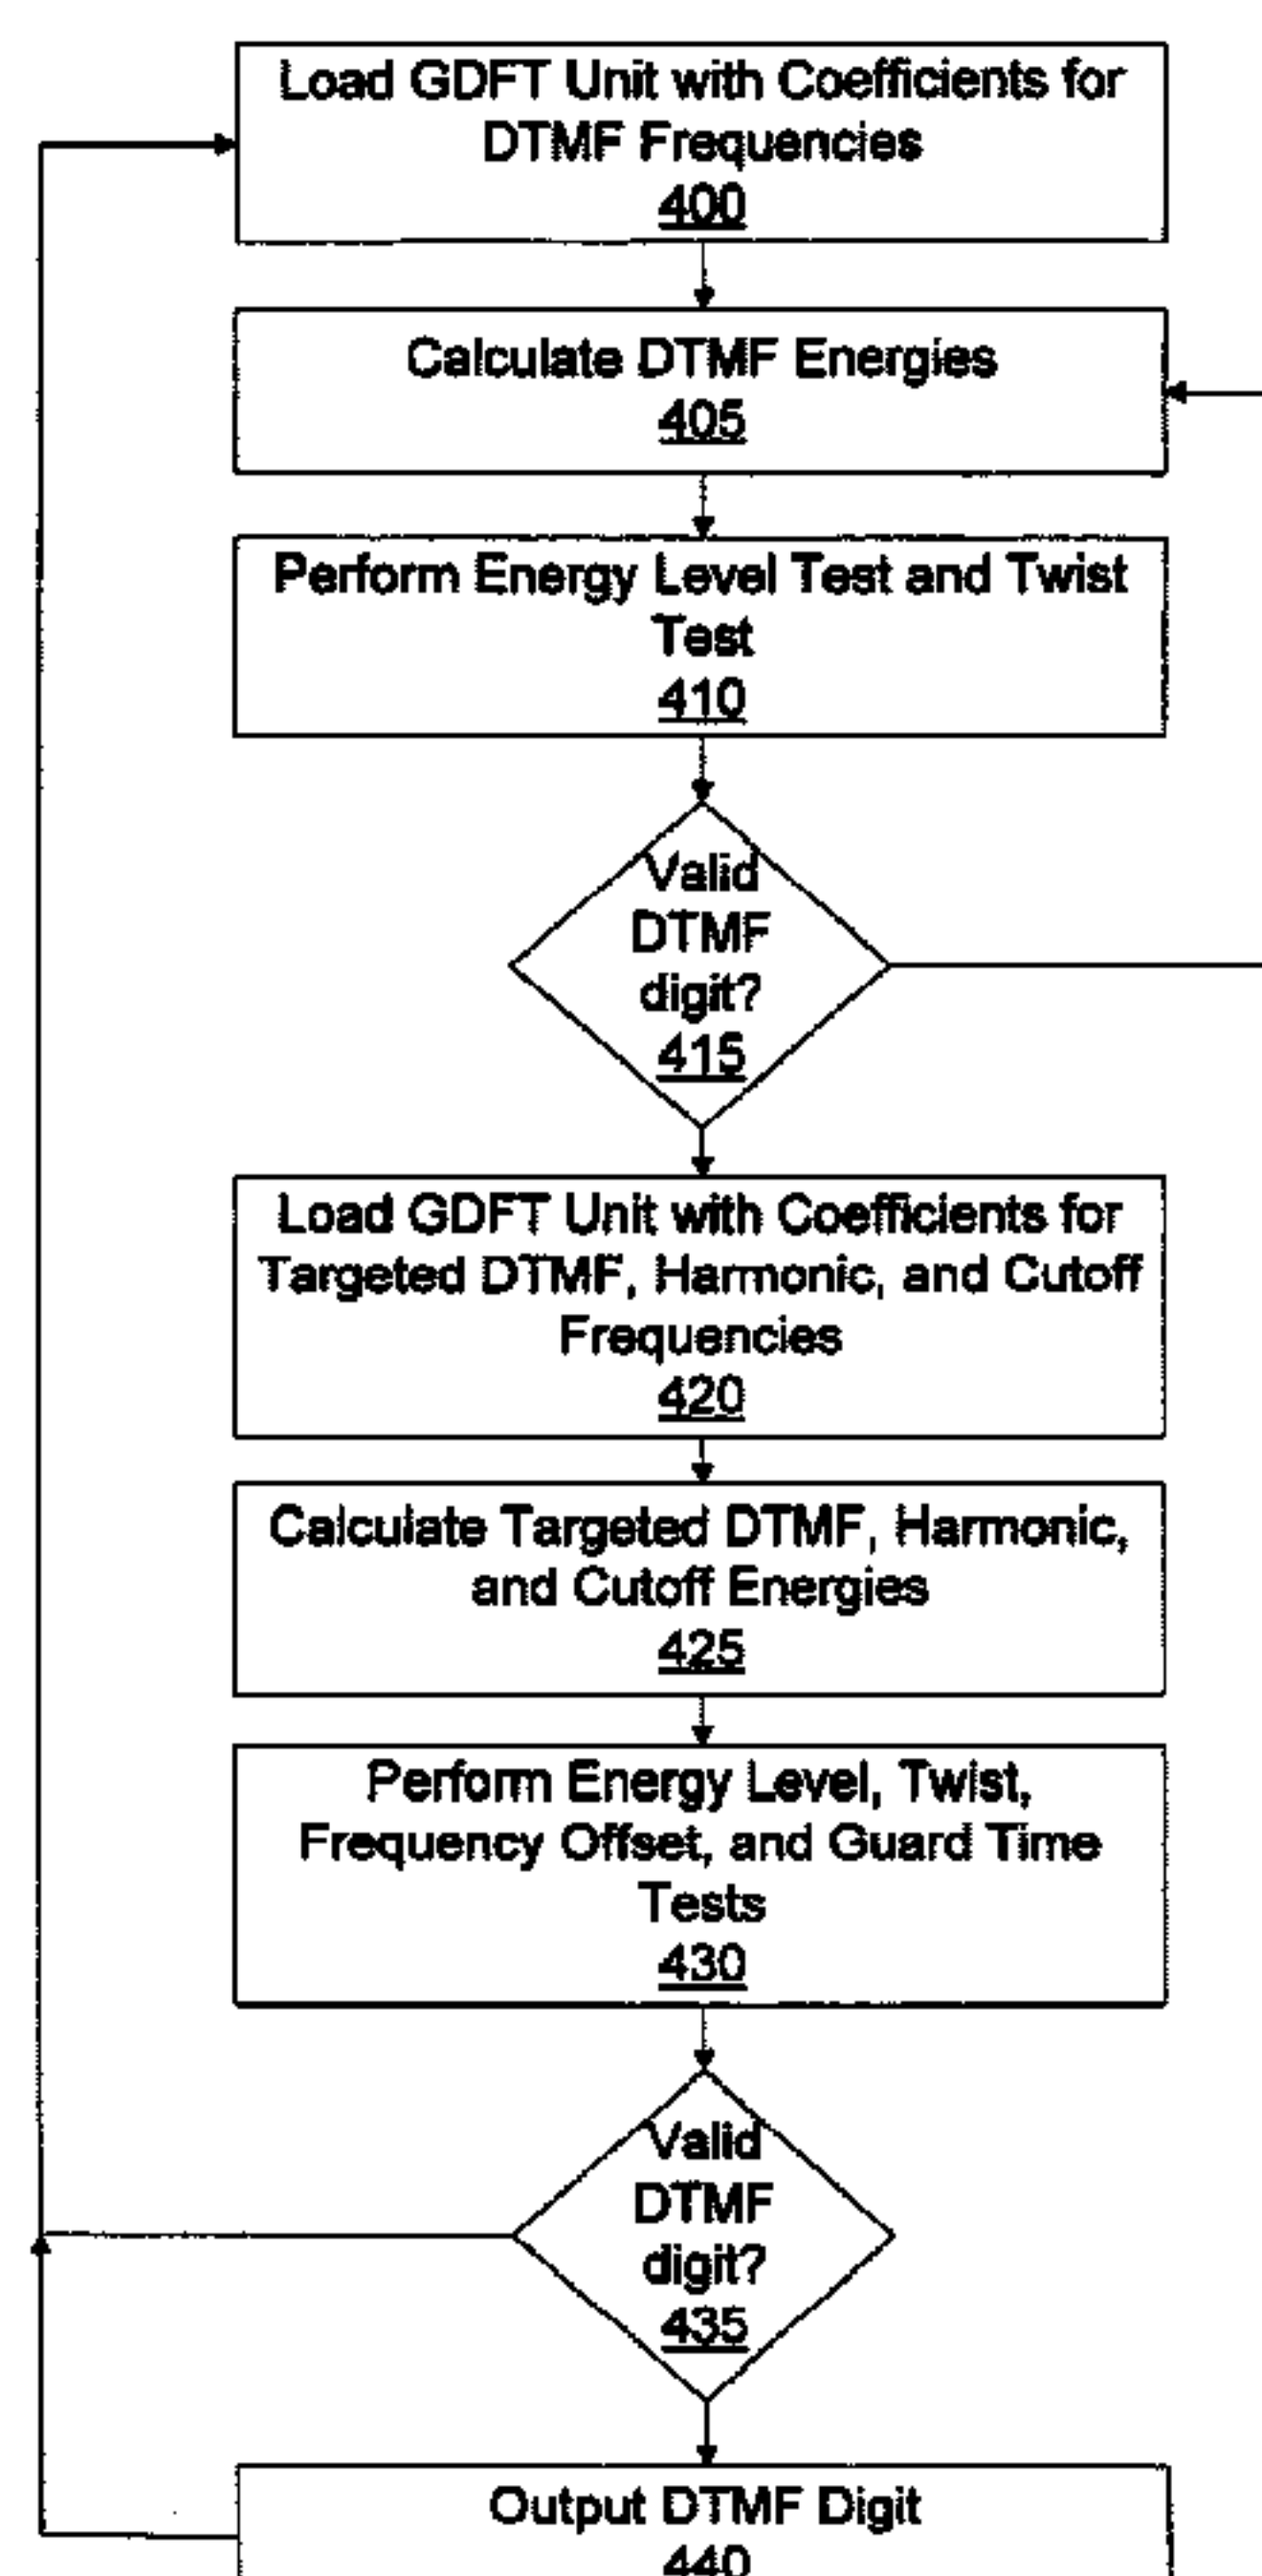 Load GDFT Unit with Coefficients for
DTMF Frequencies
400
Calculate DTMF Energies
405
Perform Energy Level Test and Twist
Test
410
Valid
DTMF
digit?
415
Load GDFT Unit with Coefficients for
Targeted DTMF, Harmonic, and Cutoff
Frequencies
420
Calculate Targeted DTMF, Harmonic,
and Cutoff Energies
425
Perform Energy Level, Twist,
Frequency Offset, and Guard Time
Tests
430
Valid
DTMF
digit?
435
Output DTMF Digit
440